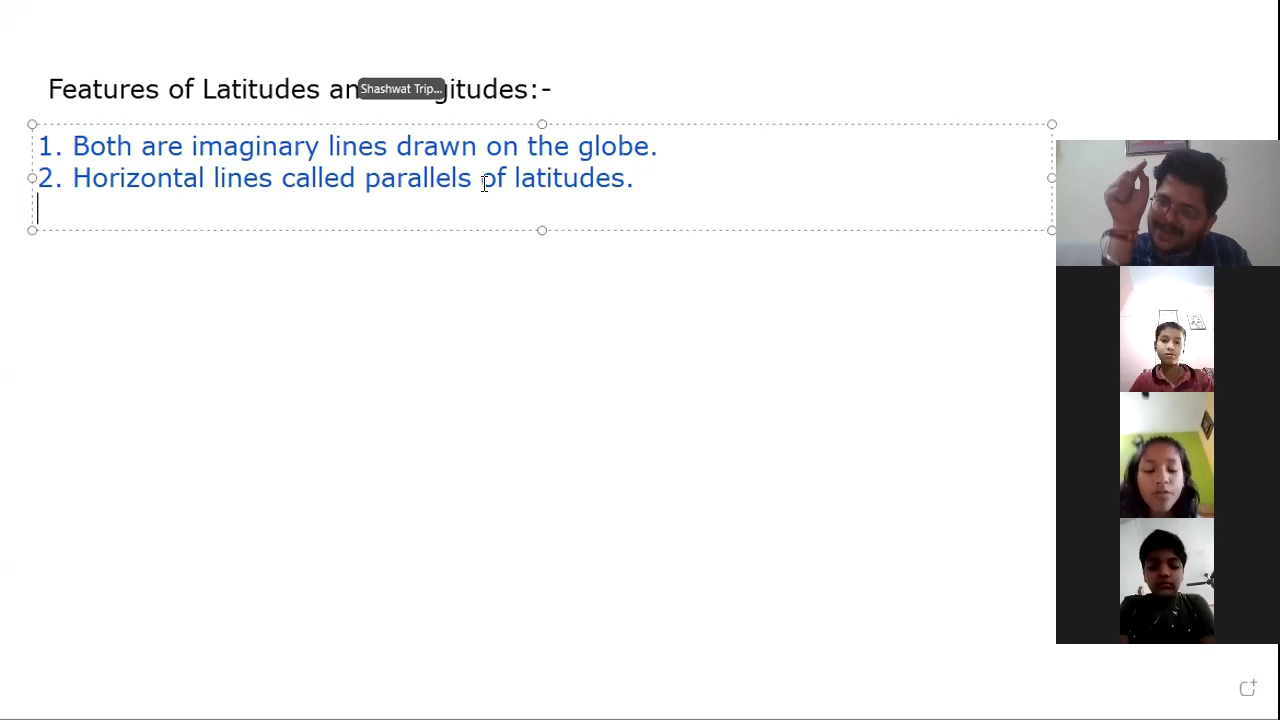 Features of Latitudes an gitudes:-
Shashwat Trip...
1. Both are imaginary lines drawn on the globe.
2. Horizontal lines called parallels of latitudes.